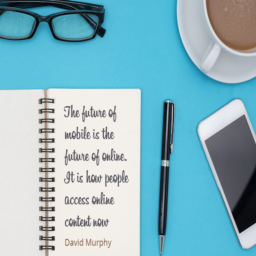 The future of
mobile is the
future of online.
It is how people
access online
content now
David Murphy